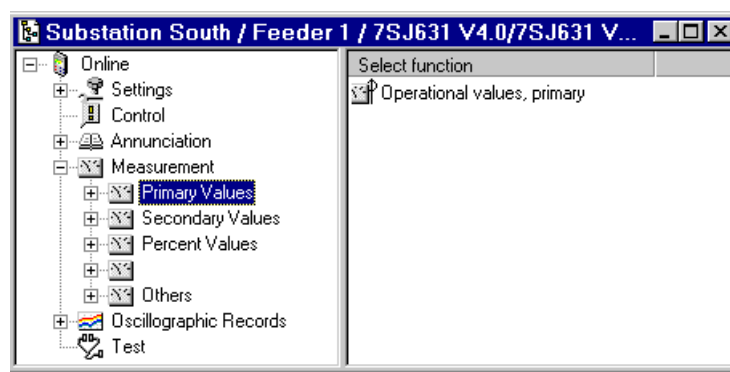 Substation South / Feeder 1 / 7SJ631 V4.0/7SJ631 V...
Online
Settings
Control
Annunciation
Measurement
Primary Values
Secondary Values
Percent Values
Others
Oscillographic Records
Test
Select function
Operational values, primary